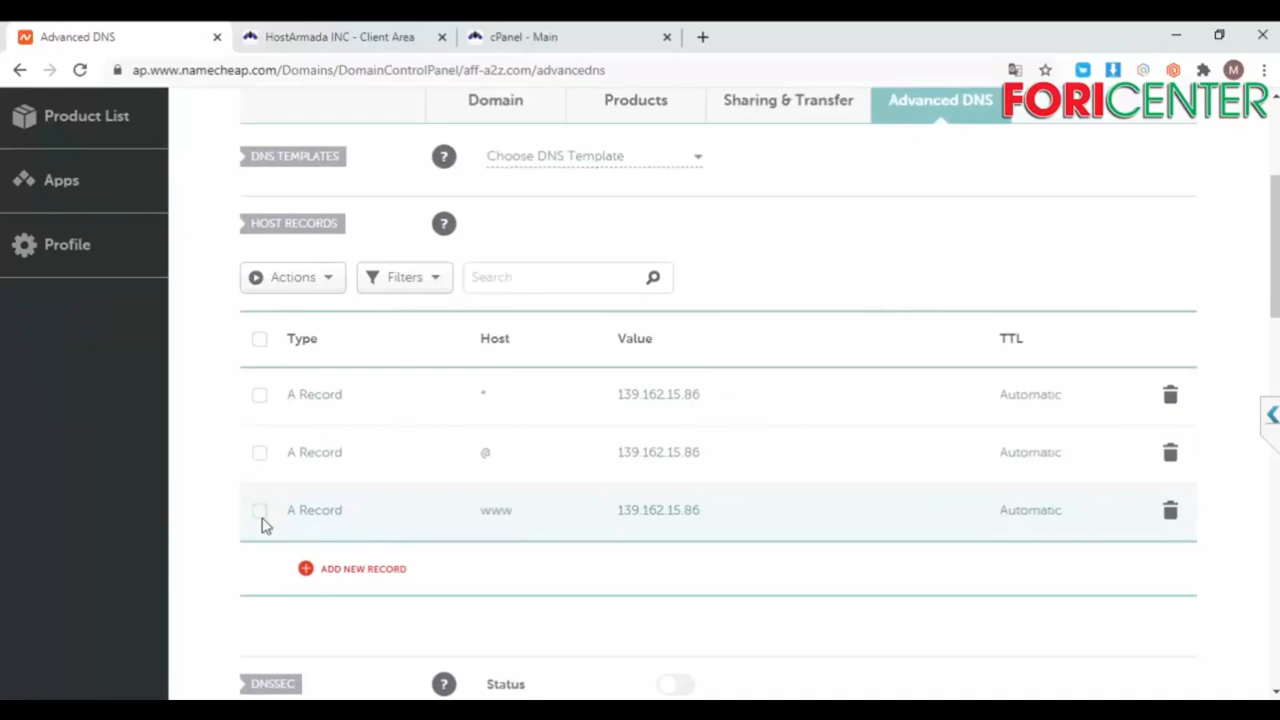 Advanced DNS
HostArmada INC - Client Area
cPanel - Main
ap.www.namecheap.com/Domains/DomainControlPanel/aff-a2z.com/advancedns
M
FORICENTER
Product List
Apps
Profile
Domain
Products
Sharing & Transfer
Advanced DNS
DNS TEMPLATES
?
Choose DNS Template
HOST RECORDS
?
Actions
Filters
Search
Type Host Value TTL
A Record * 139.162.15.86 Automatic
A Record @ 139.162.15.86 Automatic
A Record www 139.162.15.86 Automatic
ADD NEW RECORD
DNSSEC
?
Status